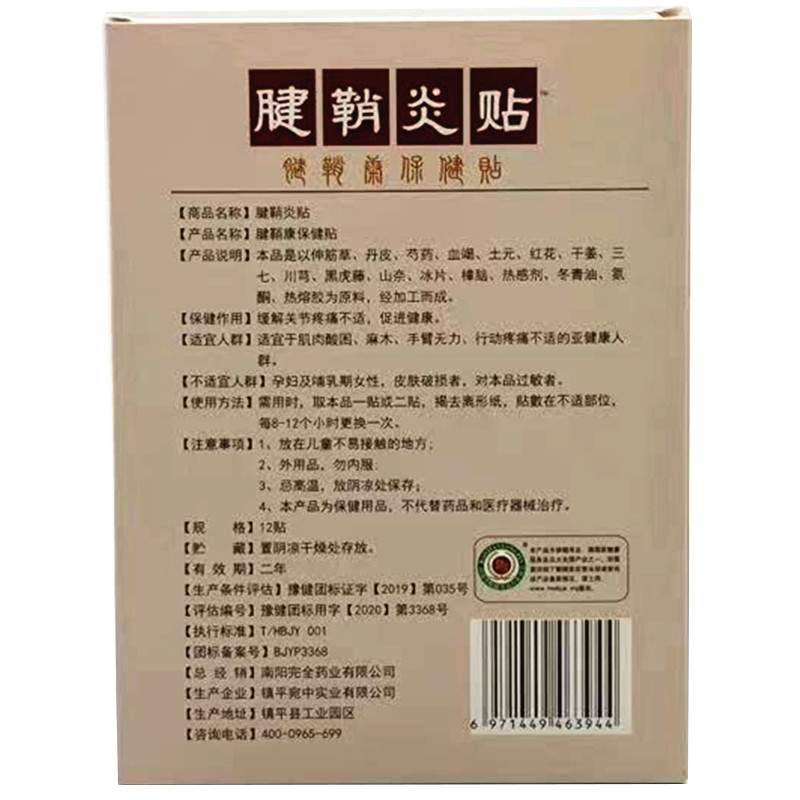 腱鞘炎贴™
腱鞘康保健貼
【商品名称】腱鞘炎贴
【产品名称】腱鞘康保健贴
【产品说明】本品是以伸筋草、丹皮、芍药、血竭、土元、红花、干姜、三
七、川芎、黑虎藤、山奈、冰片、樟脑、热感剂、冬青油、氮
酮、热熔胶为原料，经加工而成。
【保健作用】缓解关节疼痛不适，促进健康。
【适宜人群】适宜于肌肉酸困、麻木、手臂无力、行动疼痛不适的亚健康人
群。
【不适宜人群】孕妇及哺乳期女性，皮肤破损者，对本品过敏者。
【使用方法】需用时，取本品一贴或二贴，揭去离形纸，贴敷在不适部位，
每8-12个小时更换一次。
【注意事项】1、放在儿童不易接触的地方；
2、外用品，勿内服；
3、忌高温，放阴凉处保存；
4、本产品为保健用品，不代替药品和医疗器械治疗。
【规 格】12贴
【贮 藏】置阴凉干燥处存放。
【有 效 期】二年
【生产条件评估】豫健团标证字【2019】第035号
【评估编号】豫健团标用字【2020】第3368号
【执行标准】T/HBJY 001
【团标备案号】BJYP3368
【总 经 销】南阳完全药业有限公司
【生产企业】镇平宛中实业有限公司
【生产地址】镇平县工业园区
【咨询电话】400-0965-699
6 971449 463944